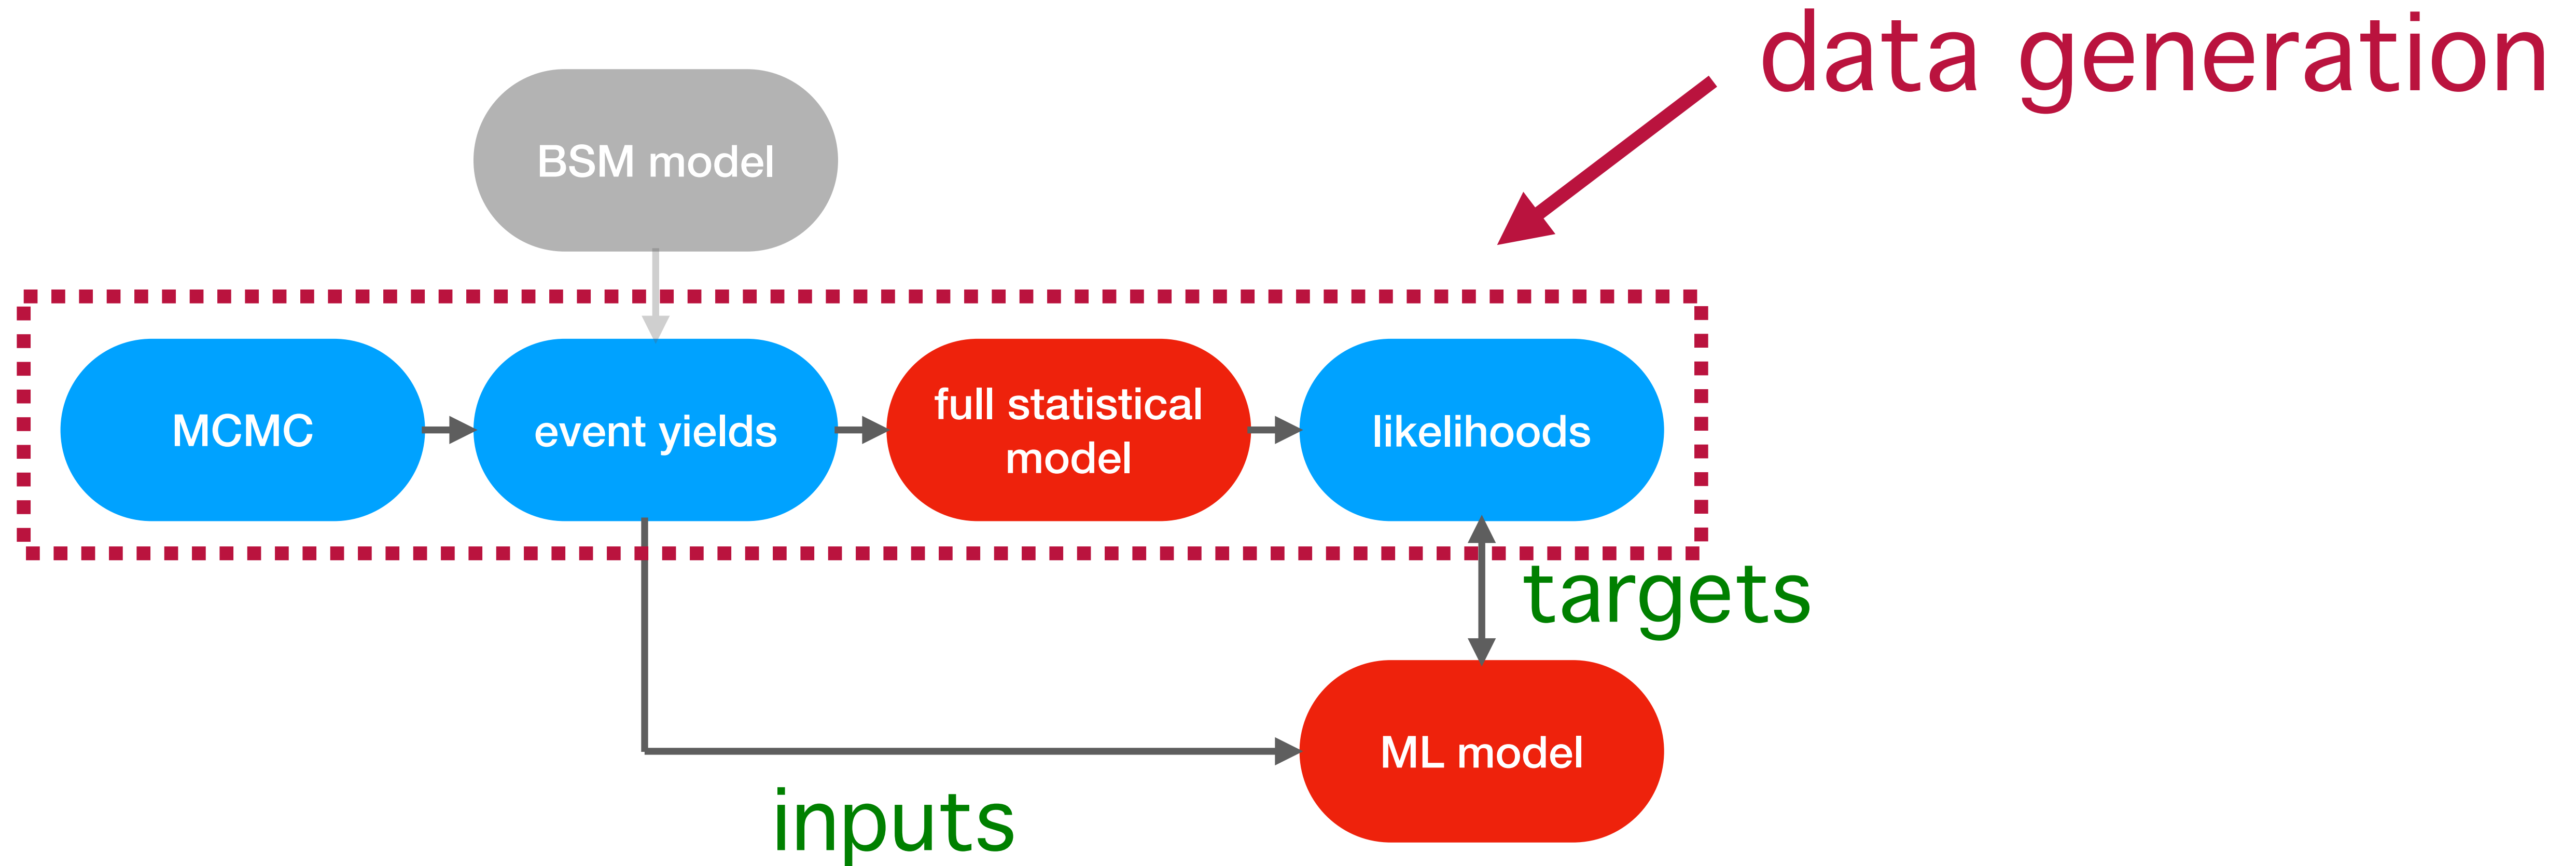 data generation
BSM model
MCMC
event yields
full statistical
model
likelihoods
targets
ML model
inputs